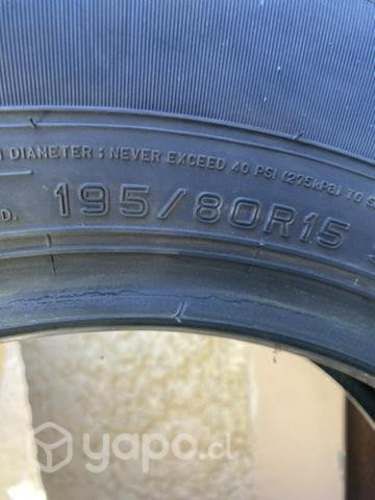 DIAMETER : NEVER EXCEED 40 PSI (275kPa) TO S
D. 195/80R15
yapo.cl